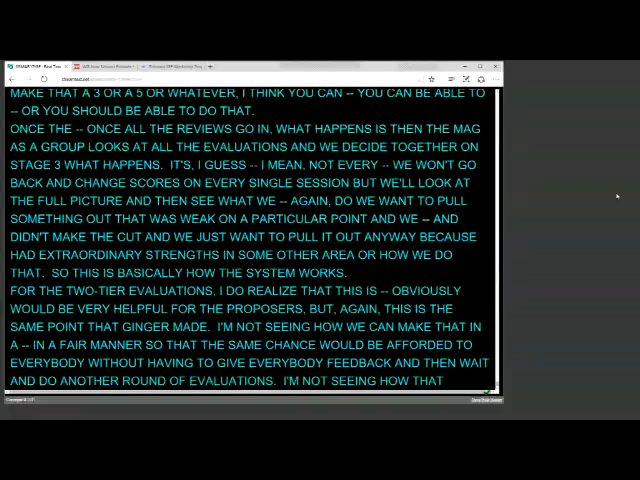 MAKE THAT A 3 OR A 5 OR WHATEVER, I THINK YOU CAN -- YOU CAN BE ABLE TO
-- OR YOU SHOULD BE ABLE TO DO THAT.
ONCE THE -- ONCE ALL THE REVIEWS GO IN, WHAT HAPPENS IS THEN THE MAG
AS A GROUP LOOKS AT ALL THE EVALUATIONS AND WE DECIDE TOGETHER ON
STAGE 3 WHAT HAPPENS.  IT'S, I GUESS -- I MEAN, NOT EVERY -- WE WON'T GO
BACK AND CHANGE SCORES ON EVERY SINGLE SESSION BUT WE'LL LOOK AT
THE FULL PICTURE AND THEN SEE WHAT WE -- AGAIN, DO WE WANT TO PULL
SOMETHING OUT THAT WAS WEAK ON A PARTICULAR POINT AND WE -- AND
DIDN'T MAKE THE CUT AND WE JUST WANT TO PULL IT OUT ANYWAY BECAUSE
HAD EXTRAORDINARY STRENGTHS IN SOME OTHER AREA OR HOW WE DO
THAT.  SO THIS IS BASICALLY HOW THE SYSTEM WORKS.
FOR THE TWO-TIER EVALUATIONS, I DO REALIZE THAT THIS IS -- OBVIOUSLY
WOULD BE VERY HELPFUL FOR THE PROPOSERS, BUT, AGAIN, THIS IS THE
SAME POINT THAT GINGER MADE.  I'M NOT SEEING HOW WE CAN MAKE THAT IN
A -- IN A FAIR MANNER SO THAT THE SAME CHANCE WOULD BE AFFORDED TO
EVERYBODY WITHOUT HAVING TO GIVE EVERYBODY FEEDBACK AND THEN WAIT
AND DO ANOTHER ROUND OF EVALUATIONS.  I'M NOT SEEING HOW THAT